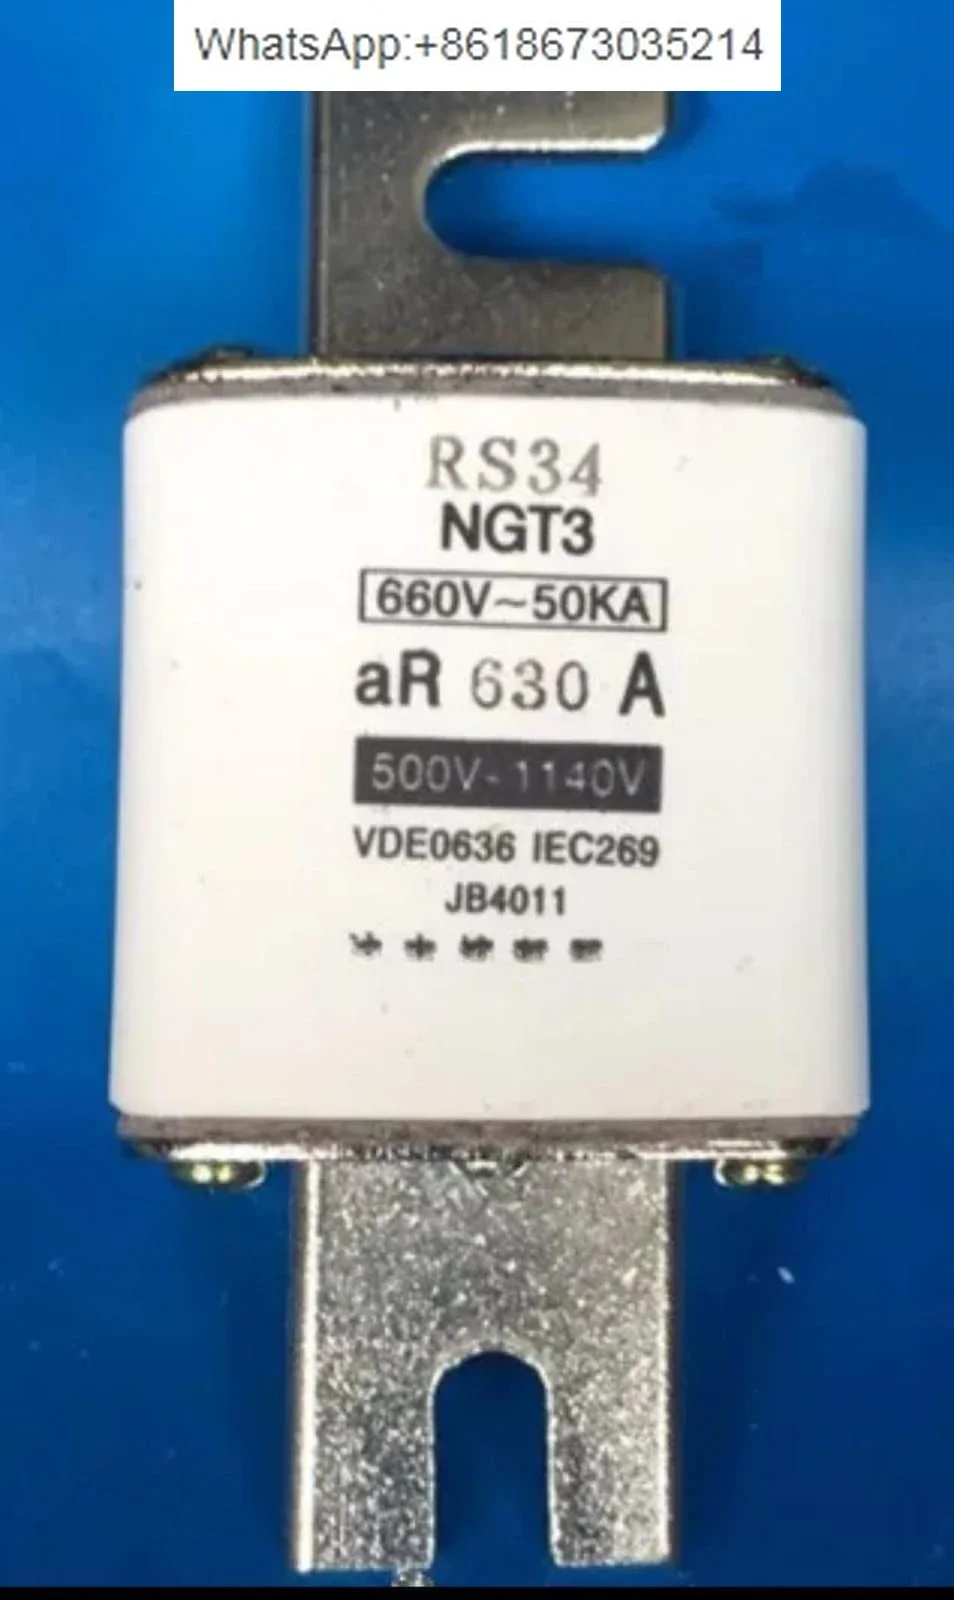 WhatsApp:+8618673035214
RS34
NGT3
660V~50KA
aR 630 A
500V-1140V
VDE0636 IEC269
JB4011